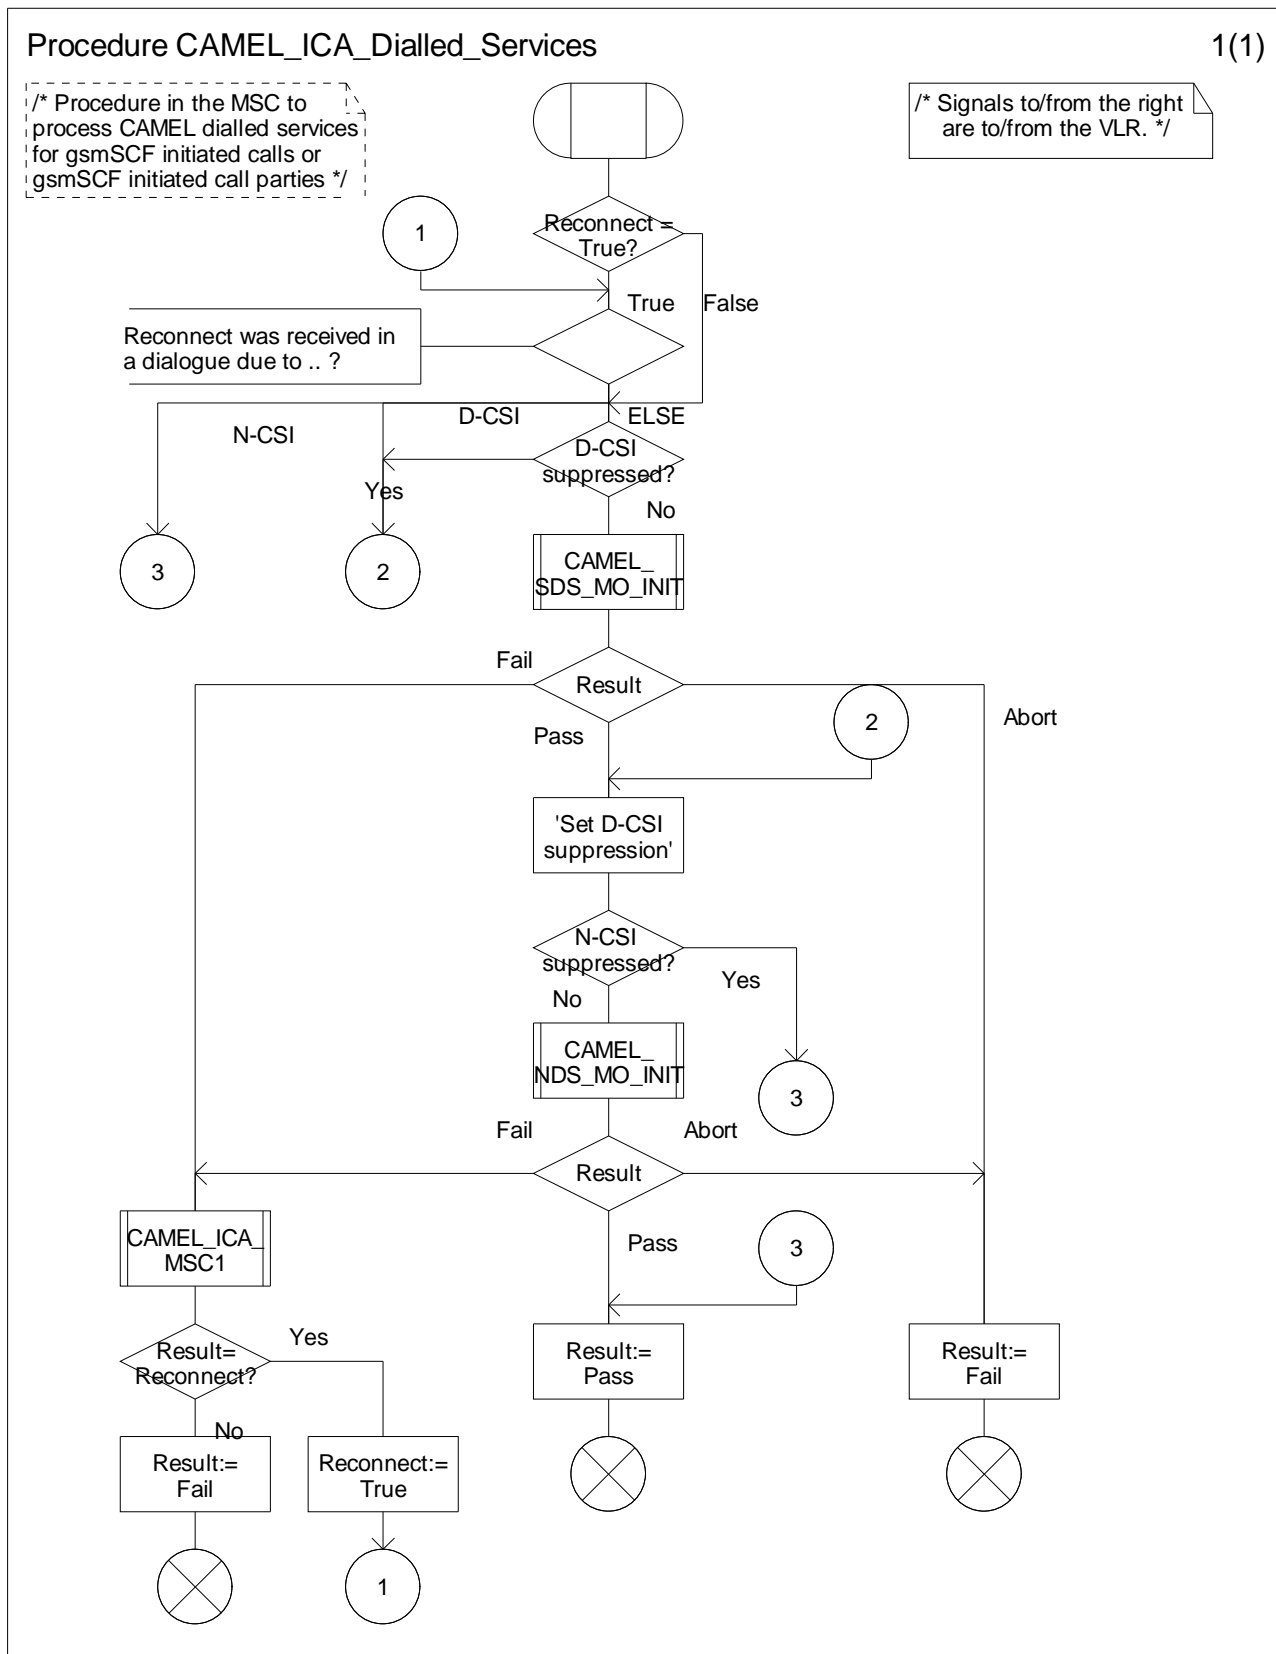 Procedure CAMEL_ICA_Dialled_Services
1(1)
/* Procedure in the MSC to
process CAMEL dialled services
for gsmSCF initiated calls or
gsmSCF initiated call parties */
/* Signals to/from the right
are to/from the VLR. */
1
Reconnect =
True?
True
False
Reconnect was received in
a dialogue due to .. ?
N-CSI
D-CSI
ELSE
D-CSI
suppressed?
Yes
No
3
2
CAMEL_
SDS_MO_INIT
Fail
Result
Abort
Pass
2
'Set D-CSI
suppression'
N-CSI
suppressed?
Yes
No
CAMEL_
NDS_MO_INIT
3
Fail
Abort
Result
CAMEL_ICA_
MSC1
Pass
3
Result=
Reconnect?
Yes
No
Result:=
Pass
Result:=
Fail
Result:=
Fail
Reconnect:=
True
1